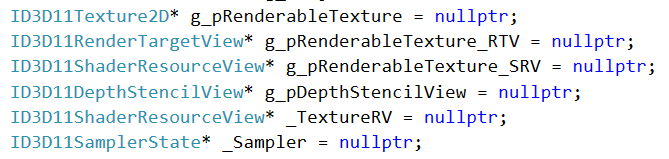 ID3D11Texture2D* g_pRenderableTexture = nullptr;
ID3D11RenderTargetView* g_pRenderableTexture_RTV = nullptr;
ID3D11ShaderResourceView* g_pRenderableTexture_SRV = nullptr;
ID3D11DepthStencilView* g_pDepthStencilView = nullptr;
ID3D11ShaderResourceView* _TextureRV = nullptr;
ID3D11SamplerState* _Sampler = nullptr;